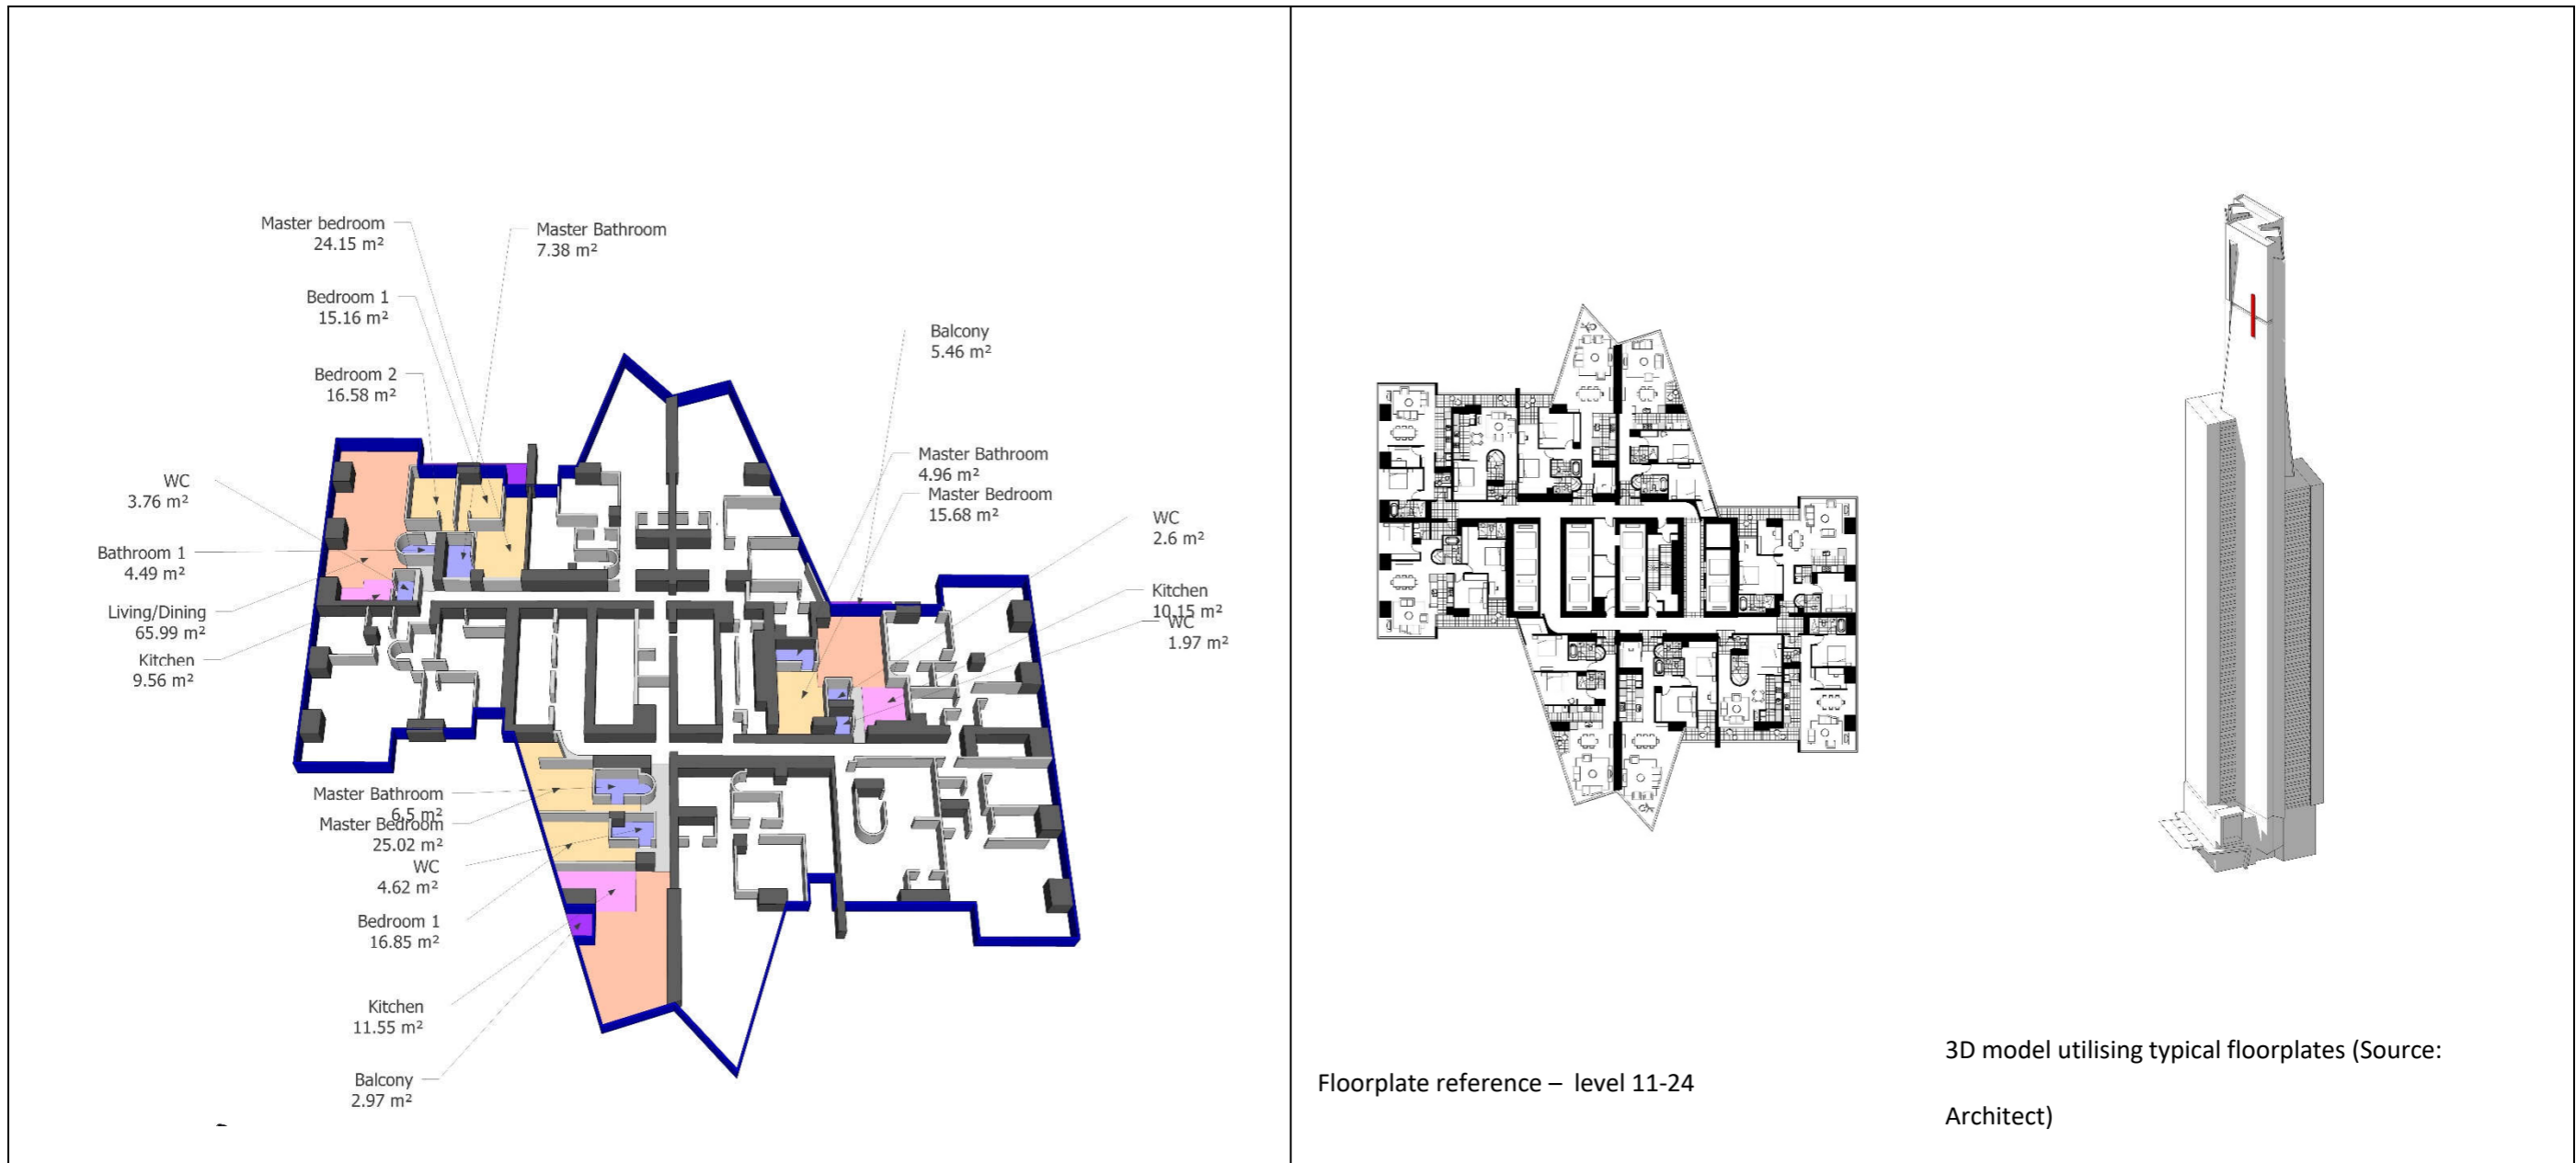 Master bedroom
24.15 m²
Master Bathroom
7.38 m²
Bedroom 1
15.16 m²
Bedroom 2
16.58 m²
WC
3.76 m²
Bathroom 1
4.49 m²
Living/Dining
65.99 m²
Kitchen
9.56 m²
Balcony
5.46 m²
Master Bathroom
4.96 m²
Master Bedroom
15.68 m²
WC
2.6 m²
Kitchen
10.15 m²
WC
1.97 m²
Master Bathroom
6.5 m²
Master Bedroom
25.02 m²
WC
4.62 m²
Bedroom 1
16.85 m²
Kitchen
11.55 m²
Balcony
2.97 m²
Floorplate reference – level 11-24
3D model utilising typical floorplates (Source:
Architect)